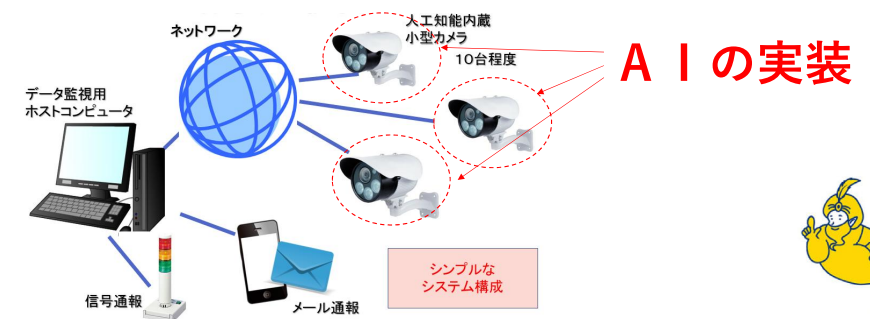 ネットワーク
人工知能内蔵
小型カメラ
10台程度
AIの実装
データ監視用
ホストコンピュータ
信号通報
メール通報
シンプルな
システム構成